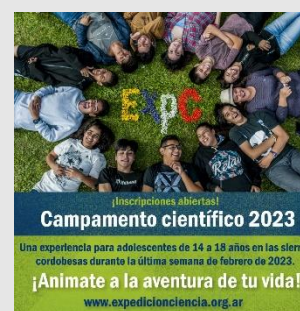 EXPC
¡Inscripciones abiertas!
Campamento científico 2023
Una experiencia para adolescentes de 14 a 18 años en las
cordobesas durante la última semana de febrero de 2023.
¡Animate a la aventura de tu vida!
www.expedicionciencia.org.ar